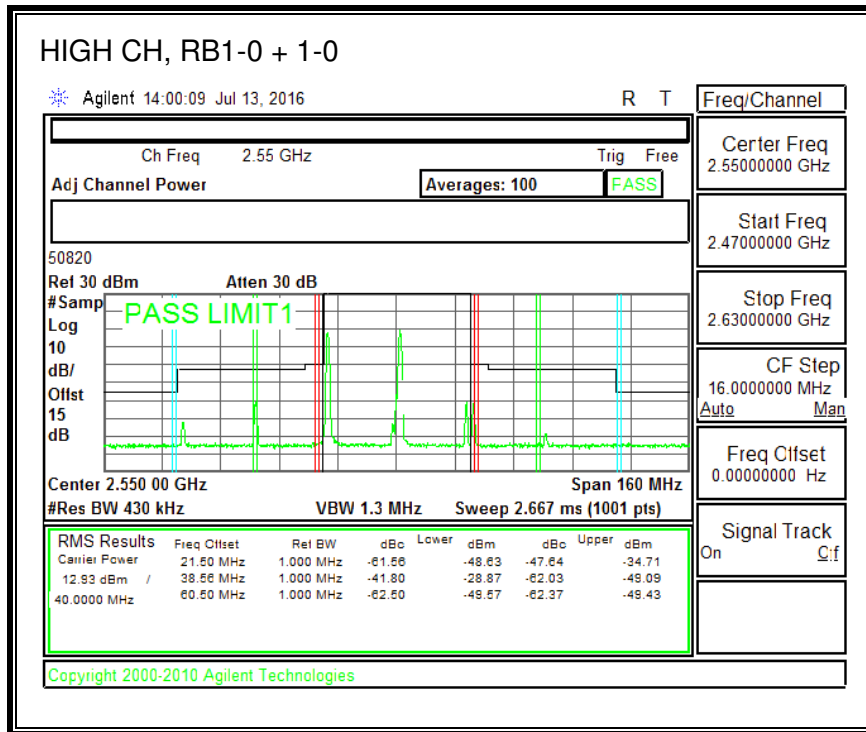 HIGH CH, RB1-0 + 1-0
Agilent 14:00:09 Jul 13, 2016 R T
Freq/Channel
Ch Freq 2.55 GHz Trig Free
Adj Channel Power Averages: 100 PASS
Center Freq
2.55000000 GHz
Start Freq
2.47000000 GHz
Stop Freq
2.63000000 GHz
CF Step
16.0000000 MHz
Auto Man
Freq Offset
0.00000000 Hz
Signal Track
On Off
50820
Ref 30 dBm Atten 30 dB
#Samp
Log
10
dB/
Offst
15
dB
PASS LIMIT1
Center 2.550 00 GHz Span 160 MHz
#Res BW 430 kHz VBW 1.3 MHz Sweep 2.667 ms (1001 pts)
RMS Results Freq Offset Ref BW dBc Lower dBm dBc Upper dBm
Carrier Power 21.50 MHz 1.000 MHz -61.56 -48.63 -47.64 -34.71
12.93 dBm / 38.56 MHz 1.000 MHz -41.80 -28.87 -62.03 -49.09
40.0000 MHz 60.50 MHz 1.000 MHz -62.50 -49.57 -62.37 -49.43
Copyright 2000-2010 Agilent Technologies